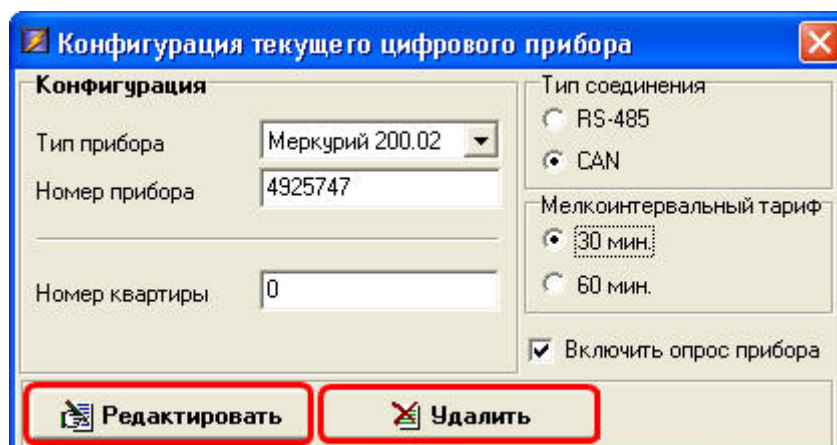 Конфигурация текущего цифрового прибора
Конфигурация
Тип прибора
Меркурий 200.02
Номер прибора
4925747
Номер квартиры
0
Тип соединения
RS-485
CAN
Мелкоинтервальный тариф
30 мин.
60 мин.
Включить опрос прибора
Редактировать
Удалить